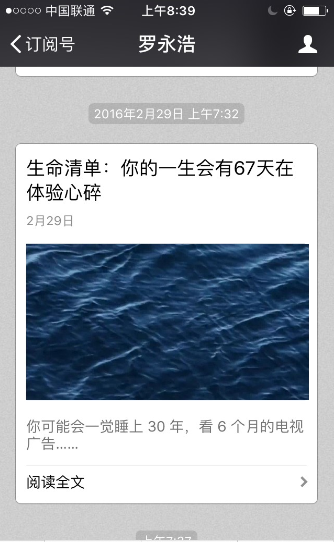 中国联通 上午8:39
订阅号 罗永浩
2016年2月29日 上午7:32
生命清单：你的一生会有67天在
体验心碎
2月29日
你可能会一觉睡上 30 年，看 6 个月的电视
广告……
阅读全文